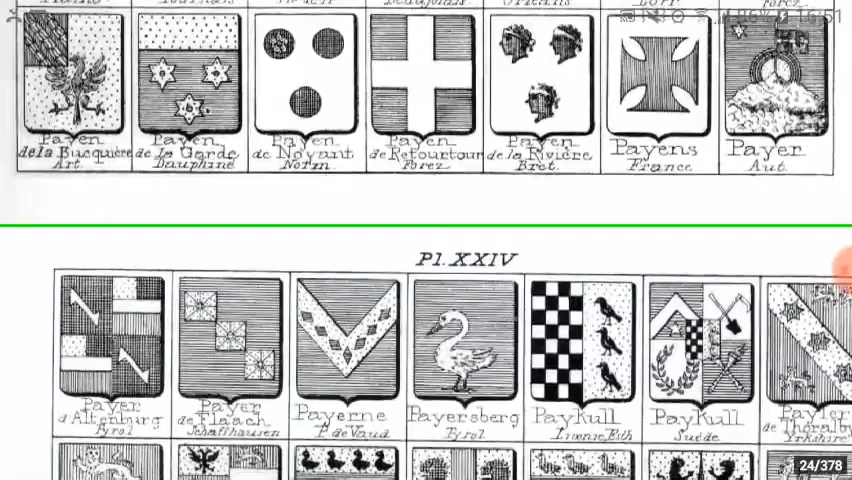 Payen
de la Bucquière
Art.
Payen
de la Garde
Dauphiné
Payen
de Noyant
Norm.
Payen
de Retourtour
Forez
Payen
de la Rivière
Bret.
Payens
France
Payer
Aut.
Pl. XXIV
Payer
d'Altenburg
Tyrol
Payer
de Flaach
Schaffhausen
Payerne
P. de Vaud
Payersberg
Tyrol
Paykull
Livonie, Esth.
Paykull
Suède
Payler
de Thoralby
Yrkshire
24/378